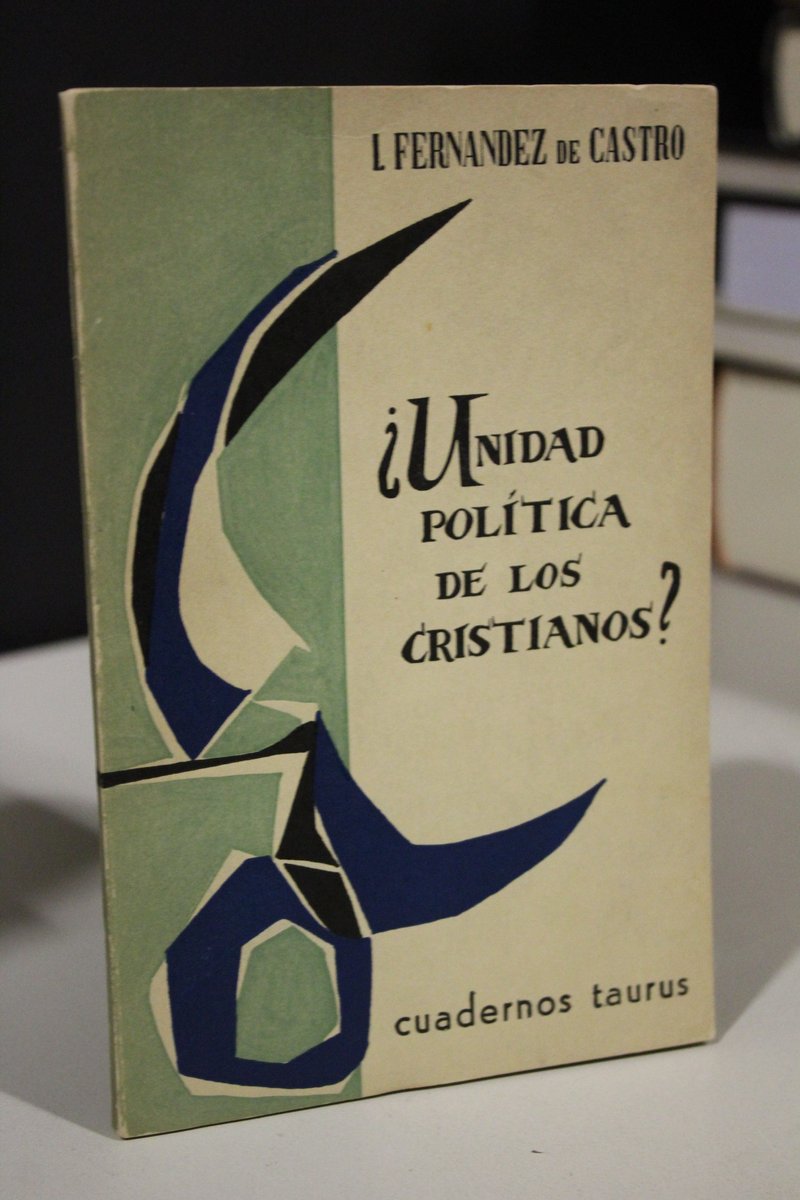 I. FERNANDEZ DE CASTRO
¿UNIDAD
POLÍTICA
DE LOS
CRISTIANOS?
cuadernos taurus